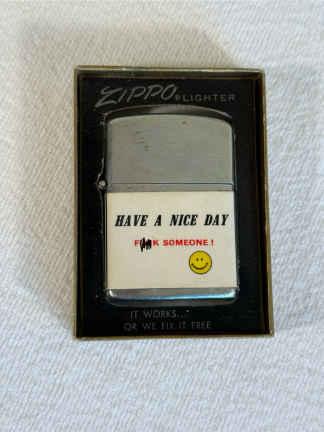 ZIPPO® LIGHTER
HAVE A NICE DAY
F K SOMEONE!
IT WORKS...
OR WE FIX IT FREE